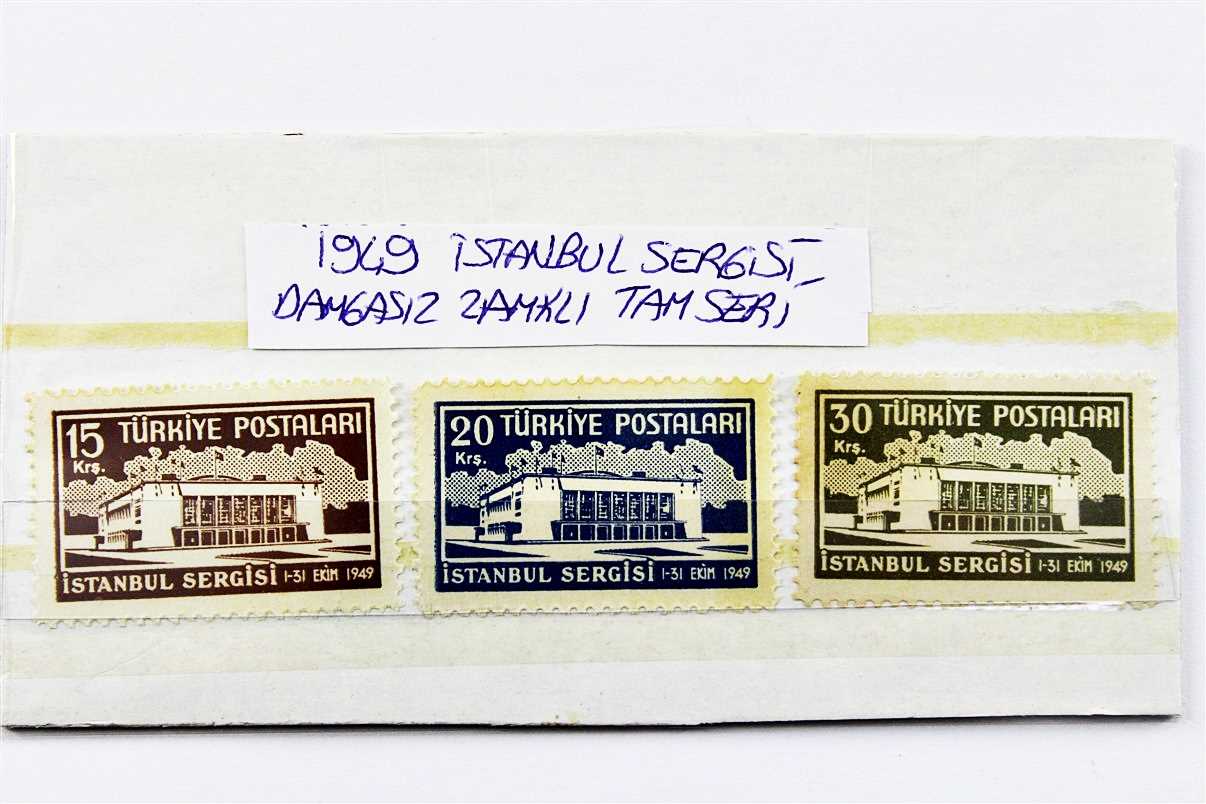 1949 İSTANBUL SERGİSİ
DAMGASIZ ZAMKLI TAM SERİ
15 TÜRKİYE POSTALARI
Krş.
İSTANBUL SERGİSİ 1-31 EKİM 1949
20 TÜRKİYE POSTALARI
Krş.
İSTANBUL SERGİSİ 1-31 EKİM 1949
30 TÜRKİYE POSTALARI
Krş.
İSTANBUL SERGİSİ 1-31 EKİM 1949